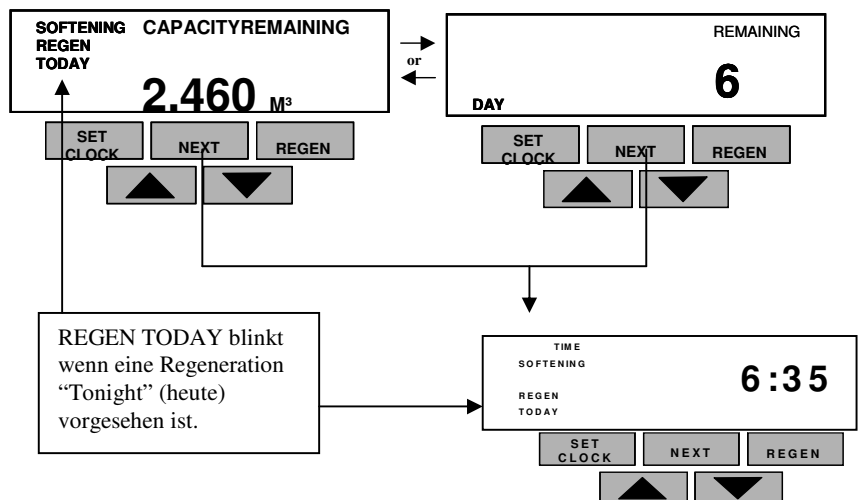 SOFTENING CAPACITYREMAINING
REGEN
TODAY
2.460 M³
SET
CLOCK
NEXT
REGEN
or
REMAINING
6
DAY
SET
CLOCK
NEXT
REGEN
REGEN TODAY blinkt
wenn eine Regeneration
“Tonight” (heute)
vorgesehen ist.
TIME
SOFTENING
6:35
REGEN
TODAY
SET
CLOCK
NEXT
REGEN